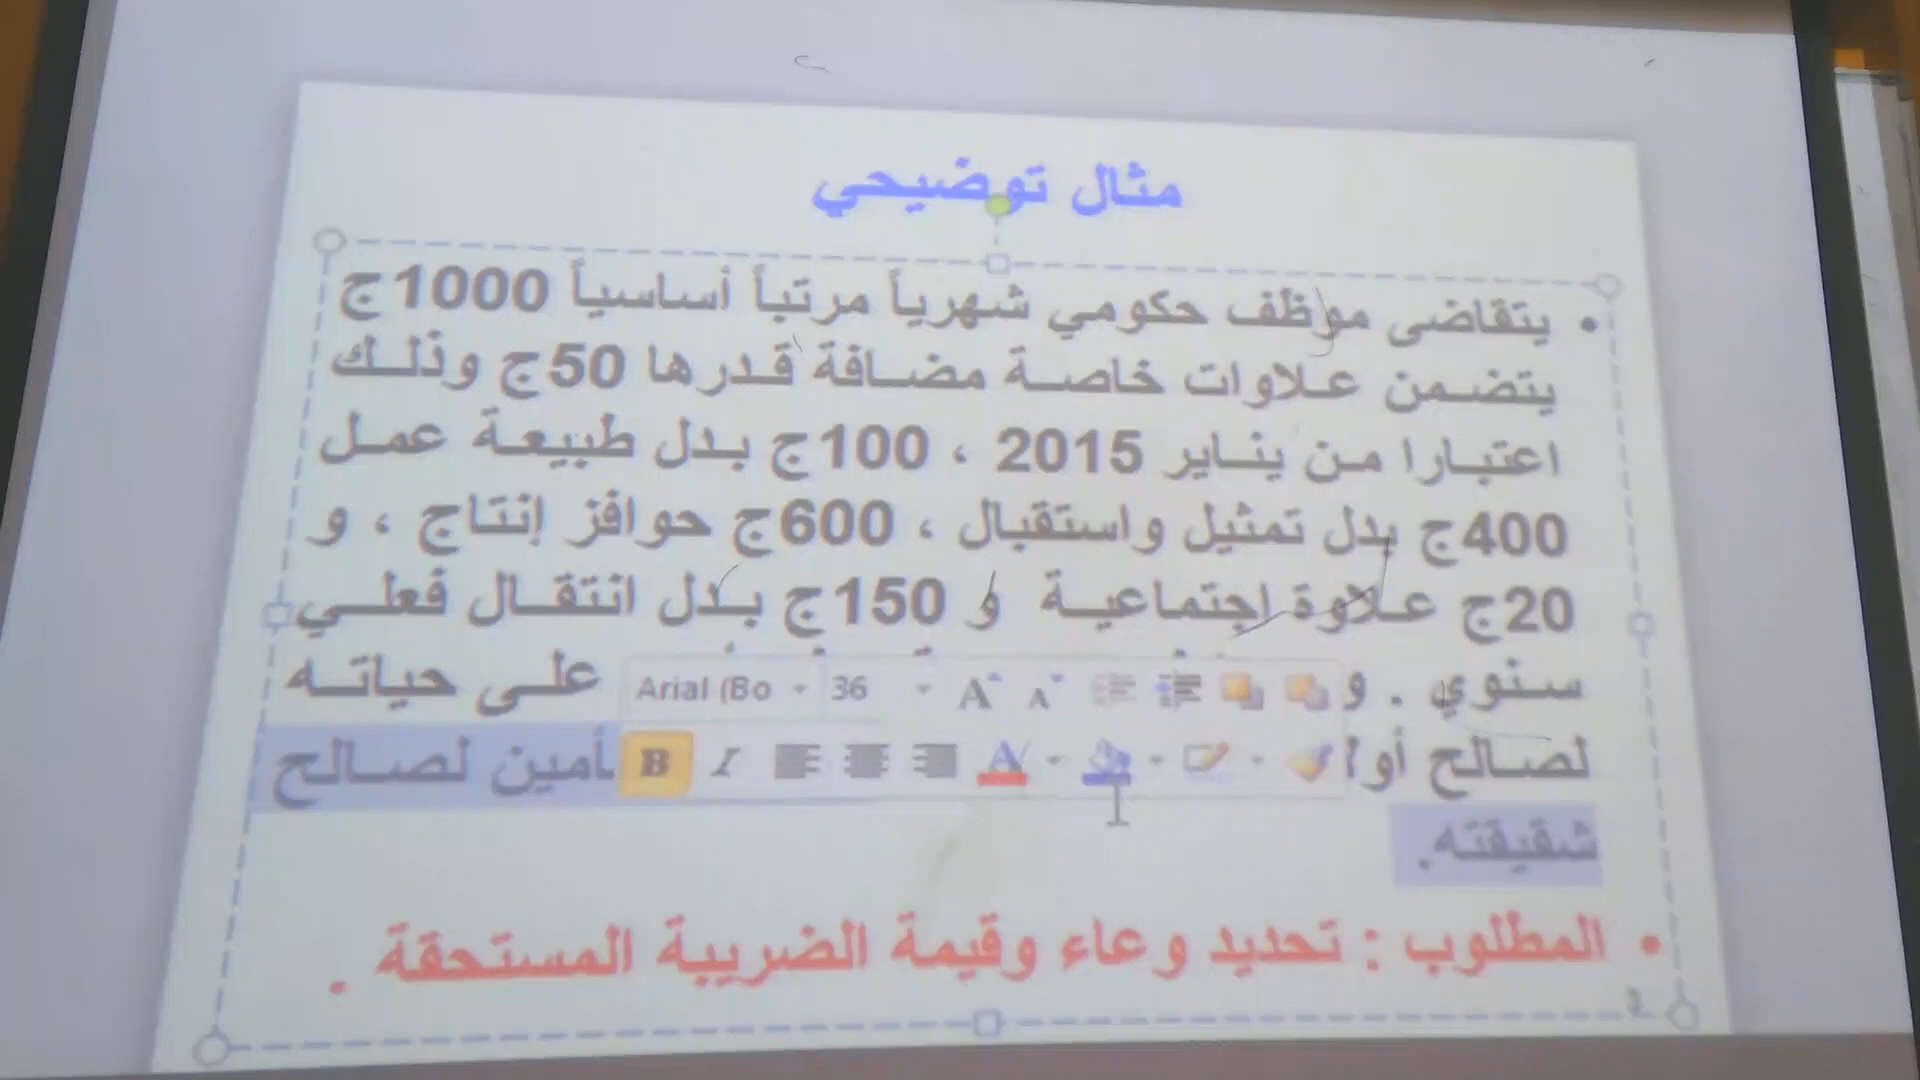 مثال توضيحي
• يتقاضى موظف حكومي شهرياً مرتباً أساسياً 1000ج
يتضمن علاوات خاصة مضافة قدرها 50ج وذلك
اعتبارا من يناير 2015 ، 100ج بدل طبيعة عمل
400ج بدل تمثيل واستقبال ، 600ج حوافز إنتاج ، و
20ج علاوة اجتماعية و 150ج بدل انتقال فعلي
سنوي . و على حياته
لصالح تأمين لصالح
شقيقته.
Arial (Bo 36 A A
B I A
• المطلوب : تحديد وعاء وقيمة الضريبة المستحقة .